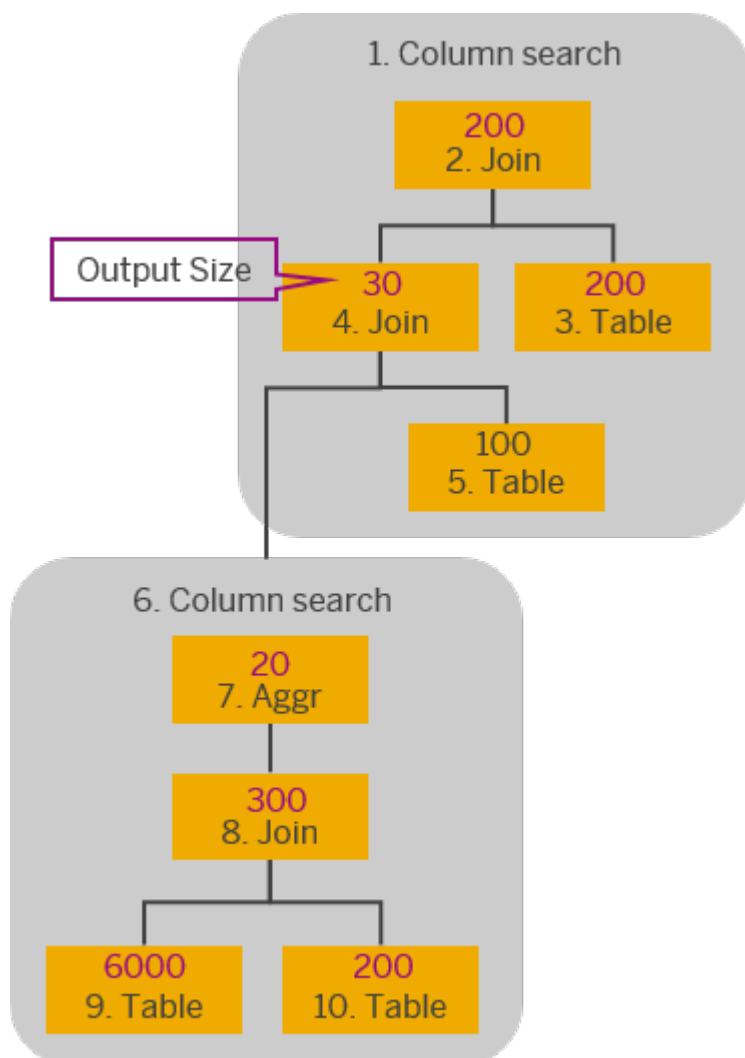 1. Column search
200
2. Join
Output Size
30
4. Join
200
3. Table
100
5. Table
6. Column search
20
7. Aggr
300
8. Join
6000
9. Table
200
10. Table